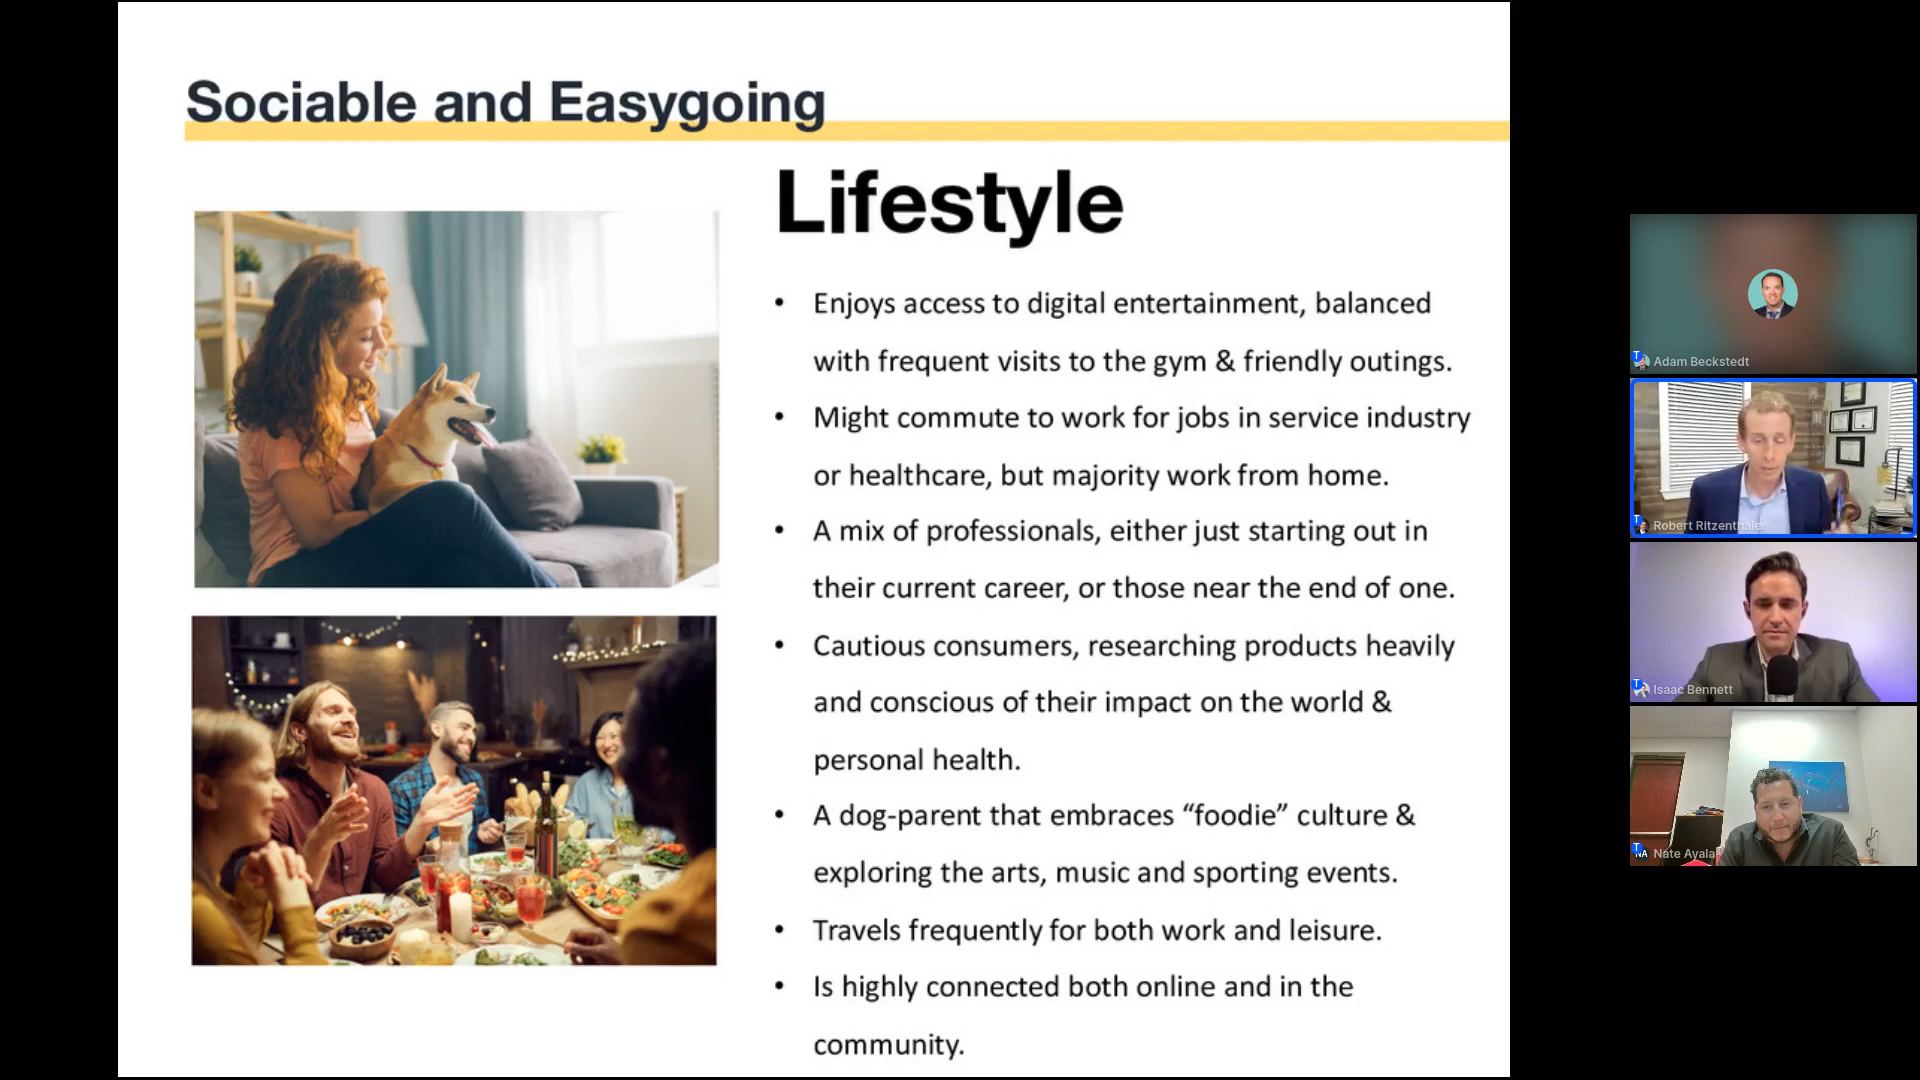 Sociable and Easygoing
Lifestyle
• Enjoys access to digital entertainment, balanced
with frequent visits to the gym & friendly outings.
• Might commute to work for jobs in service industry
or healthcare, but majority work from home.
• A mix of professionals, either just starting out in
their current career, or those near the end of one.
• Cautious consumers, researching products heavily
and conscious of their impact on the world &
personal health.
• A dog-parent that embraces “foodie” culture &
exploring the arts, music and sporting events.
• Travels frequently for both work and leisure.
• Is highly connected both online and in the
community.
T Adam Beckstedt
T Robert Ritzenthaler
T Isaac Bennett
T NA Nate Ayala